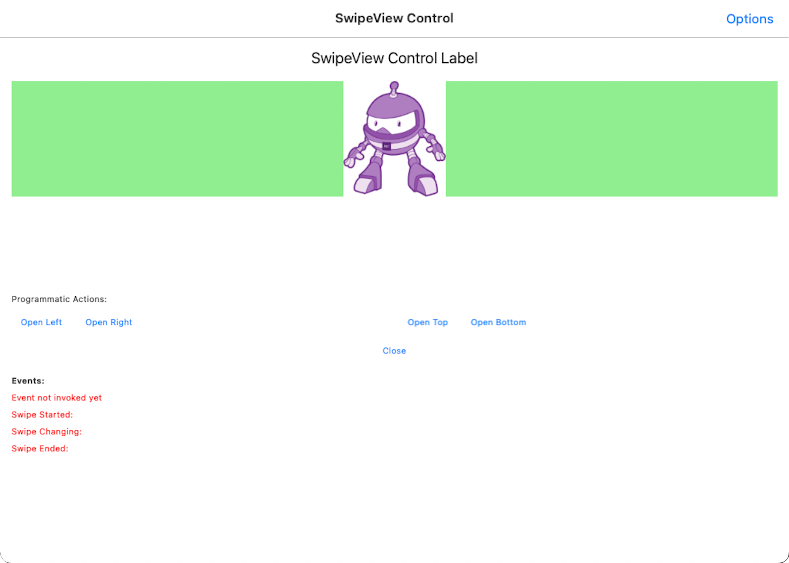 SwipeView Control
Options
SwipeView Control Label
Programmatic Actions:
Open Left Open Right Open Top Open Bottom
Close
Events:
Event not invoked yet
Swipe Started:
Swipe Changing:
Swipe Ended: